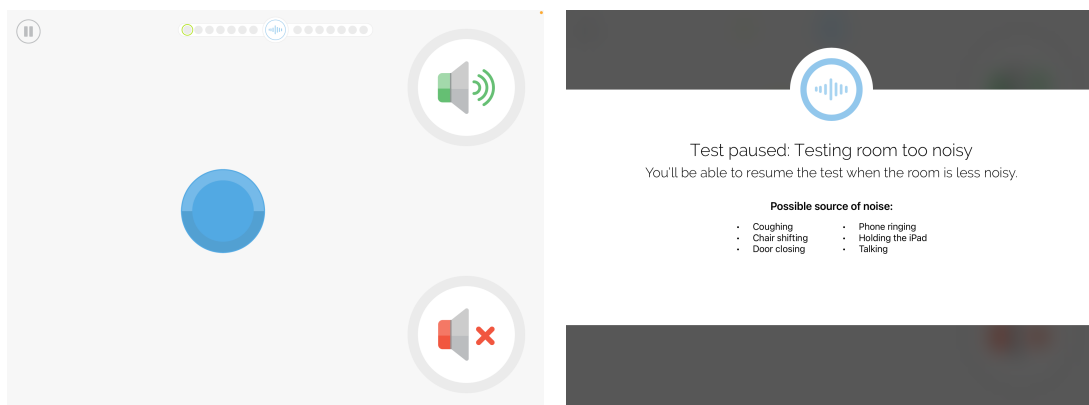 Test paused: Testing room too noisy
You'll be able to resume the test when the room is less noisy.
Possible source of noise:
• Coughing
• Chair shifting
• Door closing
• Phone ringing
• Holding the iPad
• Talking